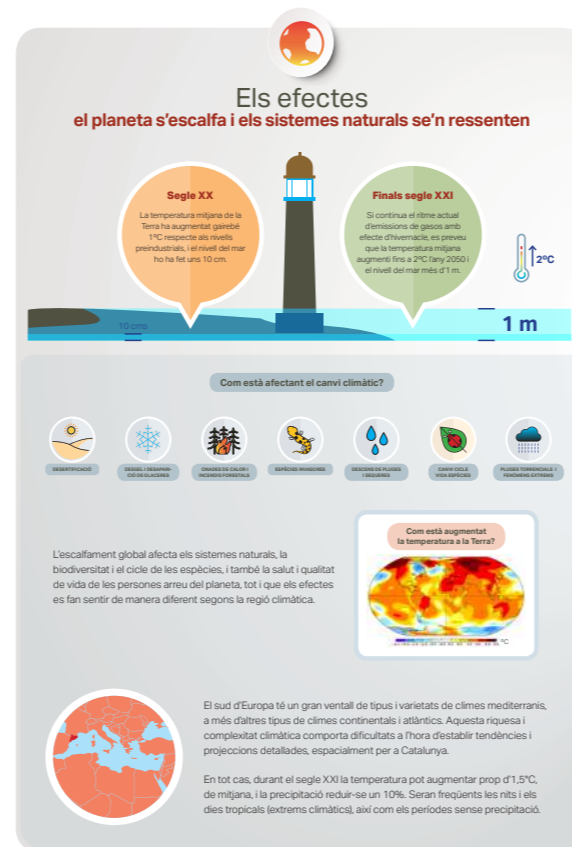 Els efectes
el planeta s'escalfa i els sistemes naturals se'n ressenten
Segle XX
La temperatura mitjana de la
Terra ha augmentat gairebé
1ºC respecte als nivells
preindustrials, i el nivell del mar
ho ha fet uns 10 cm.
Finals segle XXI
Si continua el ritme actual
d'emissions de gasos amb
efecte d'hivernacle, es preveu
que la temperatura mitjana
augmenti fins a 2ºC l'any 2050 i
el nivell del mar més d'1 m.
2ºC
10 cms
1 m
Com està afectant el canvi climàtic?
DESERTIFICACIÓ
DESGEL I DESAPARI-
CIÓ DE GLACERES
ONADES DE CALOR I
INCENDIS FORESTALS
ESPÈCIES INVASORES
DESCENS DE PLUGES
I SEQUERES
CANVI CICLE
VIDA ESPÈCIES
PLUGES TORRENCIALS I
FENÒMENS EXTREMS
L'escalfament global afecta els sistemes naturals, la
biodiversitat i el cicle de les espècies, i també la salut i qualitat
de vida de les persones arreu del planeta, tot i que els efectes
es fan sentir de manera diferent segons la regió climàtica.
Com està augmentat
la temperatura a la Terra?
ºC
El sud d'Europa té un gran ventall de tipus i varietats de climes mediterranis,
a més d'altres tipus de climes continentals i atlàntics. Aquesta riquesa i
complexitat climàtica comporta dificultats a l'hora d'establir tendències i
projeccions detallades, espacialment per a Catalunya.
En tot cas, durant el segle XXI la temperatura pot augmentar prop d'1,5ºC,
de mitjana, i la precipitació reduir-se un 10%. Seran freqüents les nits i els
dies tropicals (extrems climàtics), així com els períodes sense precipitació.